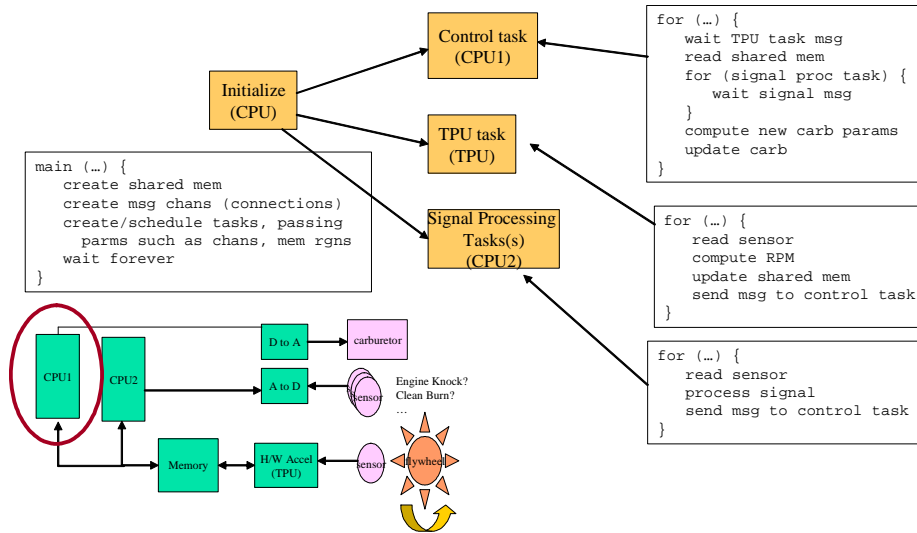 Control task
(CPU1)
Initialize
(CPU)
TPU task
(TPU)
Signal Processing
Tasks(s)
(CPU2)
for (…) {
wait TPU task msg
read shared mem
for (signal proc task) {
wait signal msg
}
compute new carb params
update carb
}
main (…) {
create shared mem
create msg chans (connections)
create/schedule tasks, passing
parms such as chans, mem rgns
wait forever
}
for (…) {
read sensor
compute RPM
update shared mem
send msg to control task
}
for (…) {
read sensor
process signal
send msg to control task
}
CPU1
CPU2
D to A
carburetor
A to D
sensor
Engine Knock?
Clean Burn?
…
Memory
H/W Accel
(TPU)
sensor
flywheel